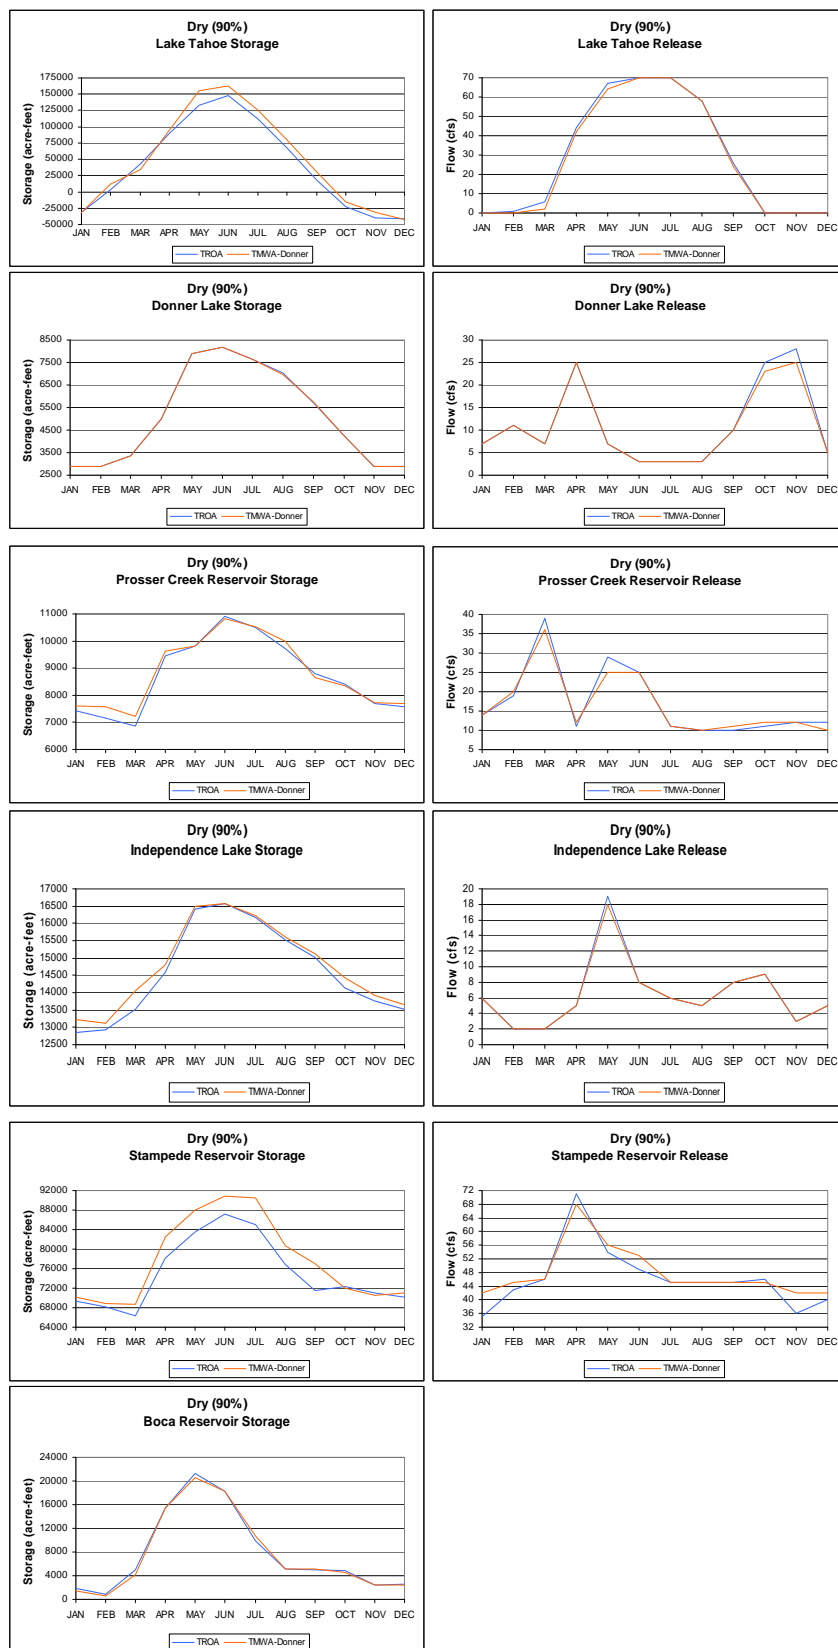 Dry (90%)
Lake Tahoe Storage
Storage (acre-feet)
175000
150000
125000
100000
75000
50000
25000
0
-25000
-50000
JAN FEB MAR APR MAY JUN JUL AUG SEP OCT NOV DEC
TROA TMWA-Donner
Dry (90%)
Lake Tahoe Release
Flow (cfs)
70
60
50
40
30
20
10
0
JAN FEB MAR APR MAY JUN JUL AUG SEP OCT NOV DEC
TROA TMWA-Donner
Dry (90%)
Donner Lake Storage
Storage (acre-feet)
8500
7500
6500
5500
4500
3500
2500
JAN FEB MAR APR MAY JUN JUL AUG SEP OCT NOV DEC
TROA TMWA-Donner
Dry (90%)
Donner Lake Release
Flow (cfs)
30
25
20
15
10
5
0
JAN FEB MAR APR MAY JUN JUL AUG SEP OCT NOV DEC
TROA TMWA-Donner
Dry (90%)
Prosser Creek Reservoir Storage
Storage (acre-feet)
11000
10000
9000
8000
7000
6000
JAN FEB MAR APR MAY JUN JUL AUG SEP OCT NOV DEC
TROA TMWA-Donner
Dry (90%)
Prosser Creek Reservoir Release
Flow (cfs)
40
35
30
25
20
15
10
5
JAN FEB MAR APR MAY JUN JUL AUG SEP OCT NOV DEC
TROA TMWA-Donner
Dry (90%)
Independence Lake Storage
Storage (acre-feet)
17000
16500
16000
15500
15000
14500
14000
13500
13000
12500
JAN FEB MAR APR MAY JUN JUL AUG SEP OCT NOV DEC
TROA TMWA-Donner
Dry (90%)
Independence Lake Release
Flow (cfs)
20
18
16
14
12
10
8
6
4
2
0
JAN FEB MAR APR MAY JUN JUL AUG SEP OCT NOV DEC
TROA TMWA-Donner
Dry (90%)
Stampede Reservoir Storage
Storage (acre-feet)
92000
88000
84000
80000
76000
72000
68000
64000
JAN FEB MAR APR MAY JUN JUL AUG SEP OCT NOV DEC
TROA TMWA-Donner
Dry (90%)
Stampede Reservoir Release
Flow (cfs)
72
68
64
60
56
52
48
44
40
36
32
JAN FEB MAR APR MAY JUN JUL AUG SEP OCT NOV DEC
TROA TMWA-Donner
Dry (90%)
Boca Reservoir Storage
Storage (acre-feet)
24000
20000
16000
12000
8000
4000
0
JAN FEB MAR APR MAY JUN JUL AUG SEP OCT NOV DEC
TROA TMWA-Donner